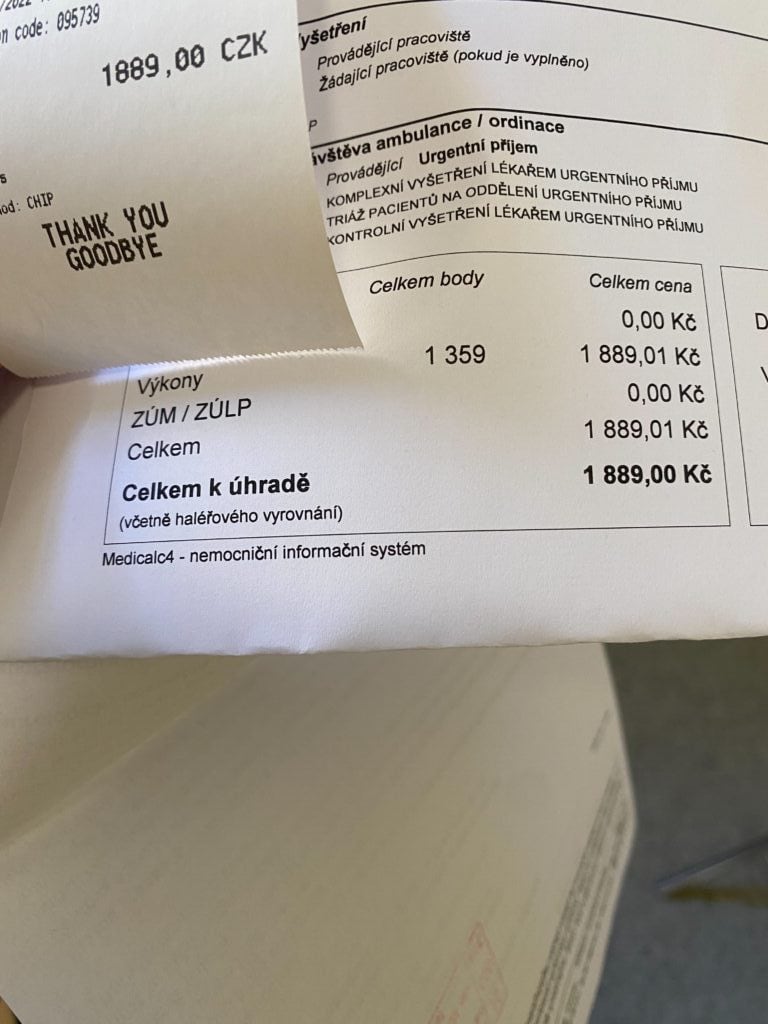 /2022
n code: 095739
1889,00 CZK
s
od: CHIP
THANK YOU
GOODBYE
yšetření
Provádějící pracoviště
Žádající pracoviště (pokud je vyplněno)
P
ávštěva ambulance / ordinace
Provádějící Urgentní příjem
KOMPLEXNÍ VYŠETŘENÍ LÉKAŘEM URGENTNÍHO PŘÍJMU
TRIÁŽ PACIENTŮ NA ODDĚLENÍ URGENTNÍHO PŘÍJMU
KONTROLNÍ VYŠETŘENÍ LÉKAŘEM URGENTNÍHO PŘÍJMU
Celkem body Celkem cena
0,00 Kč
Výkony 1 359 1 889,01 Kč
ZÚM / ZÚLP 0,00 Kč
Celkem 1 889,01 Kč
Celkem k úhradě 1 889,00 Kč
(včetně haléřového vyrovnání)
Medicalc4 - nemocniční informační systém
D